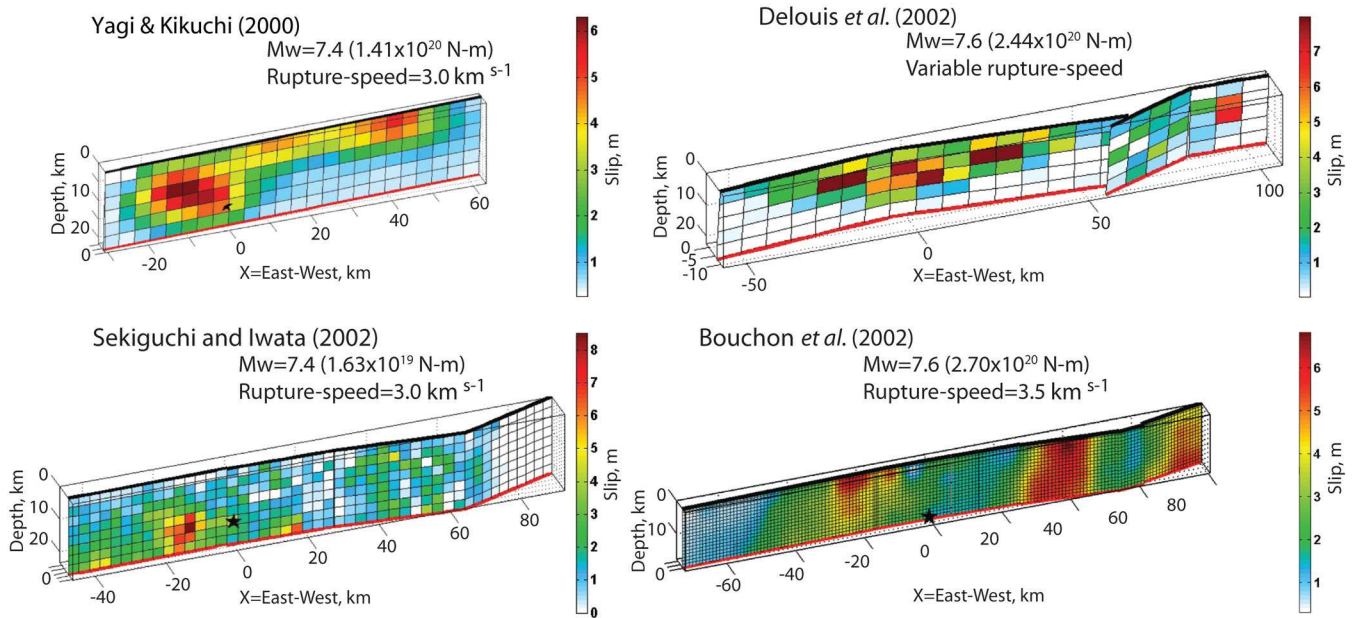 Yagi & Kikuchi (2000)
Mw=7.4 (1.41x10²⁰ N-m)
Rupture-speed=3.0 km s⁻¹
0
10
20
0
Depth, km
-20
0
20
40
60
X=East-West, km
6
5
4
3
2
1
Slip, m
Delouis et al. (2002)
Mw=7.6 (2.44x10²⁰ N-m)
Variable rupture-speed
0
10
20
0
-5
-10
Depth, km
-50
0
50
100
X=East-West, km
7
6
5
4
3
2
1
Slip, m
Sekiguchi and Iwata (2002)
Mw=7.4 (1.63x10¹⁹ N-m)
Rupture-speed=3.0 km s⁻¹
0
10
20
0
Depth, km
-40
-20
0
20
40
60
80
X=East-West, km
8
7
6
5
4
3
2
1
0
Slip, m
Bouchon et al. (2002)
Mw=7.6 (2.70x10²⁰ N-m)
Rupture-speed=3.5 km s⁻¹
0
10
0
Depth, km
-60
-40
-20
0
20
40
60
80
X=East-West, km
6
5
4
3
2
1
Slip, m